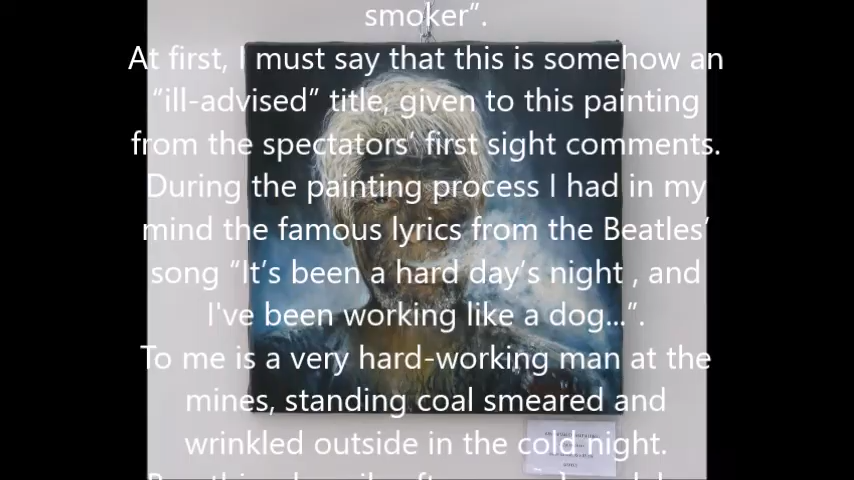 smoker”.
At first, I must say that this is somehow an
“ill-advised” title, given to this painting
from the spectators’ first sight comments.
During the painting process I had in my
mind the famous lyrics from the Beatles’
song “It’s been a hard day’s night , and
I've been working like a dog...”.
To me is a very hard-working man at the
mines, standing coal smeared and
wrinkled outside in the cold night.